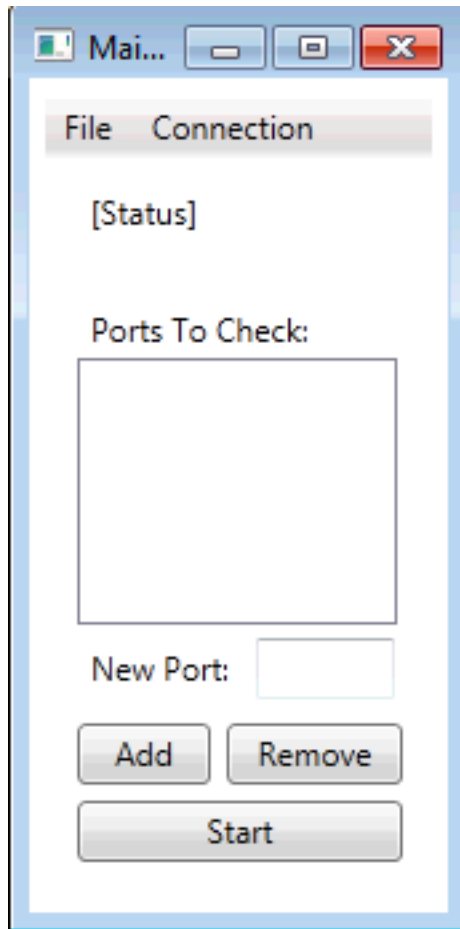 Mai...
File Connection
[Status]
Ports To Check:
New Port:
Add Remove
Start